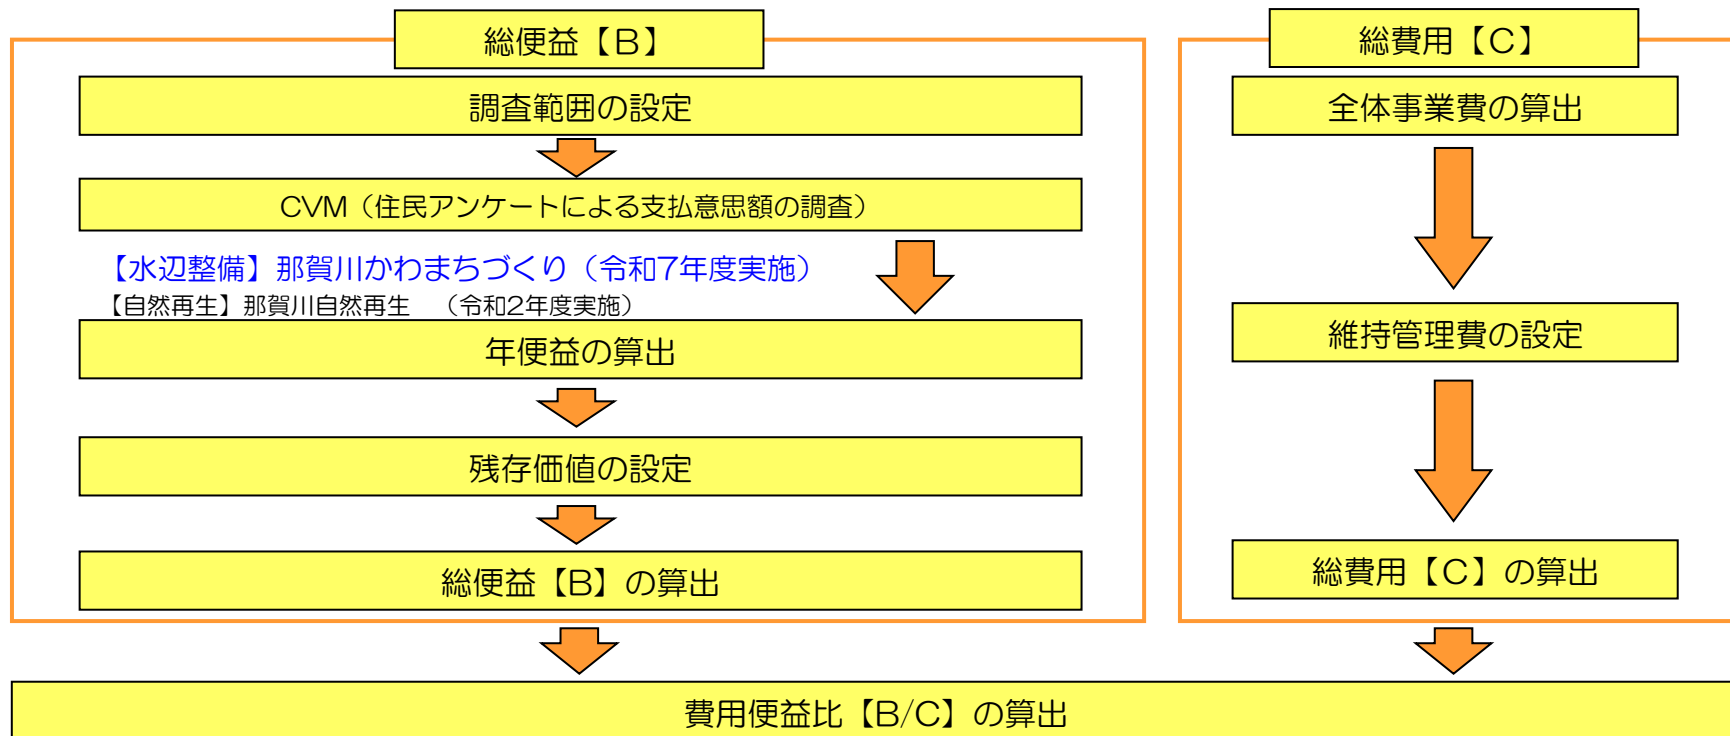 総便益【B】
調査範囲の設定
CVM（住民アンケートによる支払意思額の調査）
【水辺整備】那賀川かわまちづくり（令和7年度実施）
【自然再生】那賀川自然再生　（令和2年度実施）
年便益の算出
残存価値の設定
総便益【B】の算出
総費用【C】
全体事業費の算出
維持管理費の設定
総費用【C】の算出
費用便益比【B/C】の算出